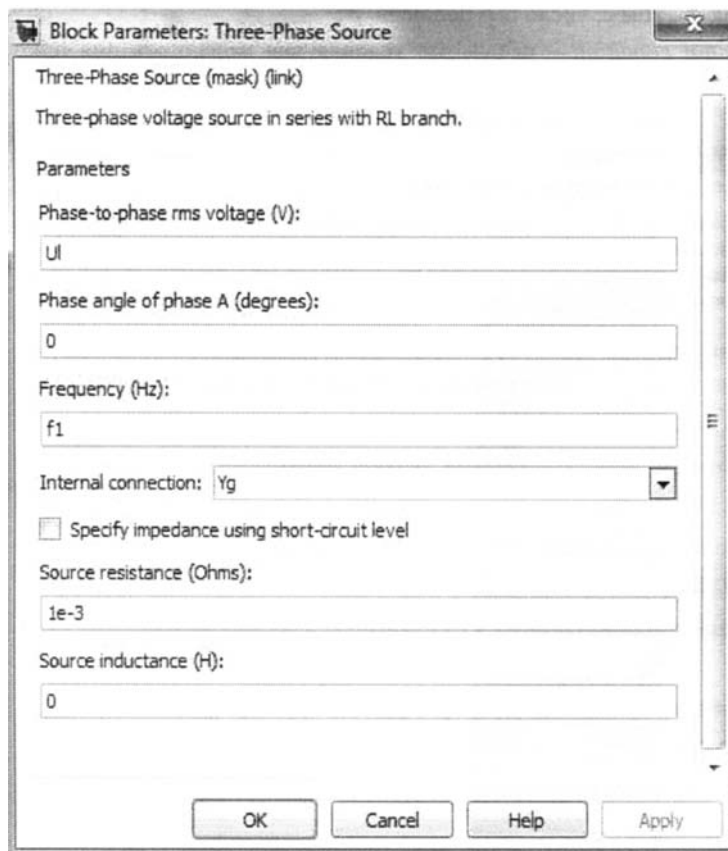 Block Parameters: Three-Phase Source
Three-Phase Source (mask) (link)
Three-phase voltage source in series with RL branch.
Parameters
Phase-to-phase rms voltage (V):
Ul
Phase angle of phase A (degrees):
0
Frequency (Hz):
f1
Internal connection: Yg
Specify impedance using short-circuit level
Source resistance (Ohms):
1e-3
Source inductance (H):
0
OK Cancel Help Apply